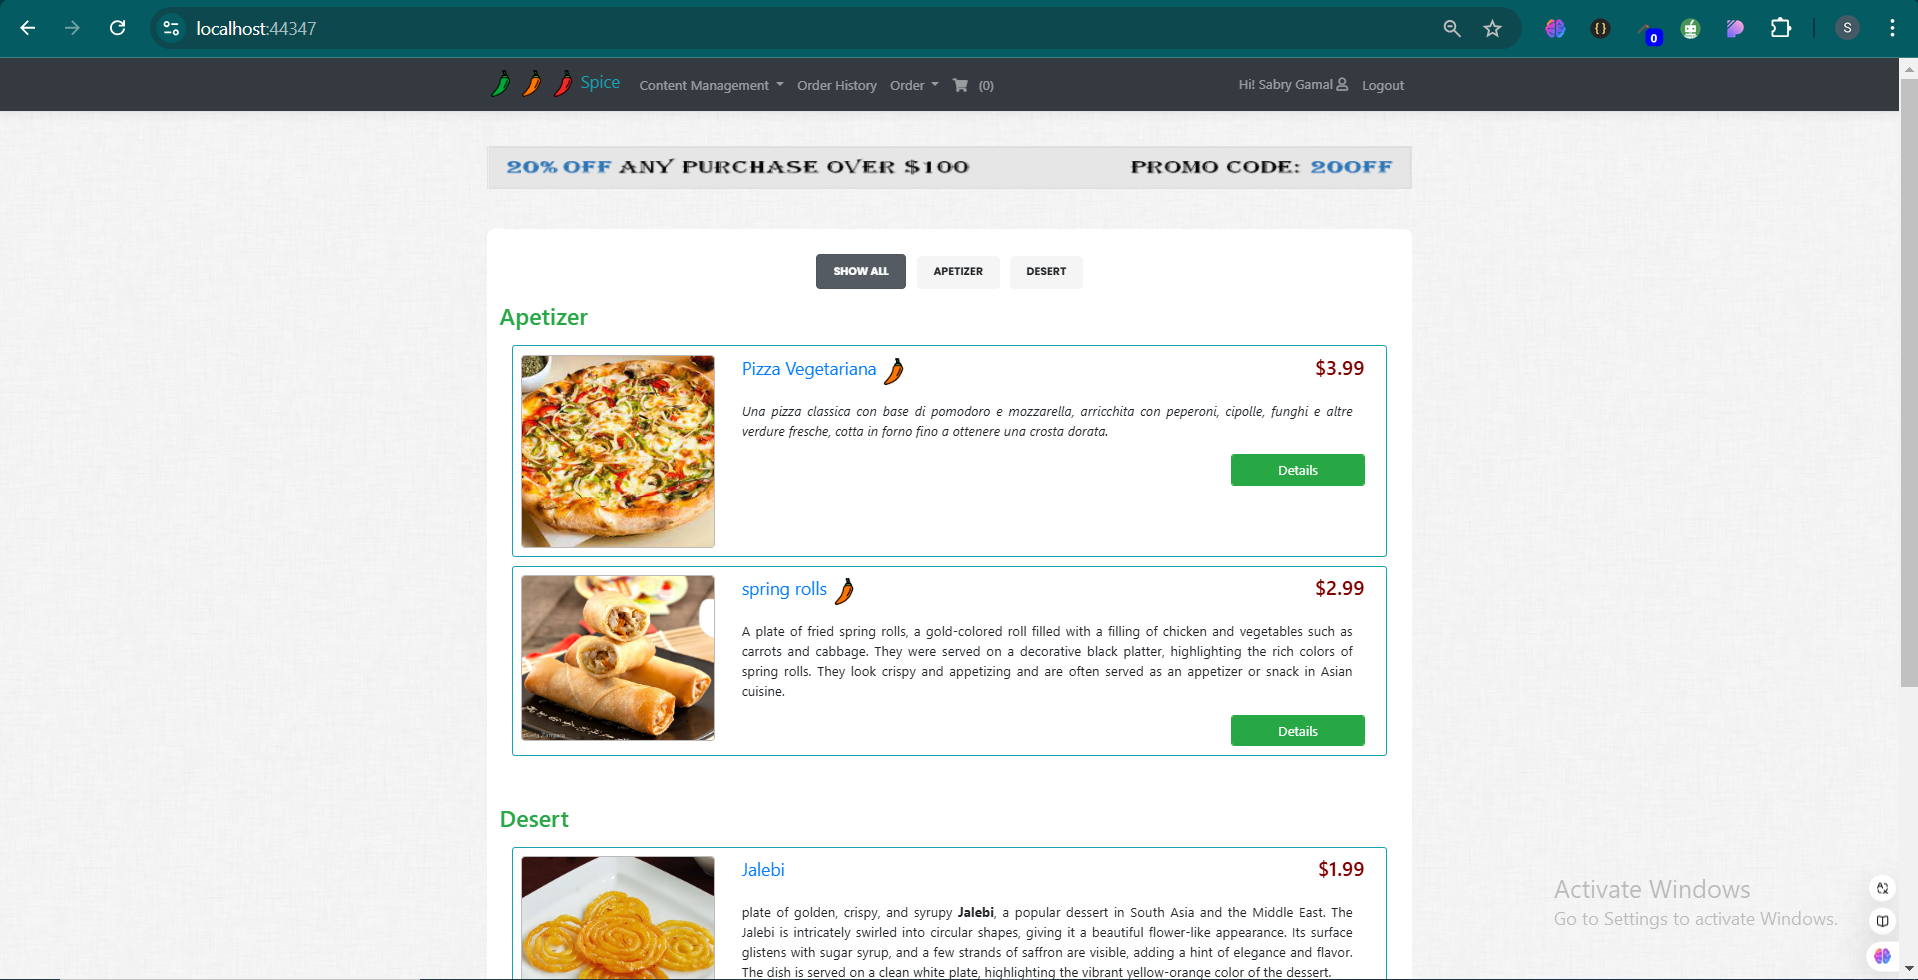 localhost:44347
0
S
Spice
Content Management
Order History
Order
(0)
Hi! Sabry Gamal
Logout
20% OFF ANY PURCHASE OVER $100
PROMO CODE: 20OFF
SHOW ALL
APETIZER
DESERT
Apetizer
Pizza Vegetariana
$3.99
Una pizza classica con base di pomodoro e mozzarella, arricchita con peperoni, cipolle, funghi e altre
verdure fresche, cotta in forno fino a ottenere una crosta dorata.
Details
spring rolls
$2.99
A plate of fried spring rolls, a gold-colored roll filled with a filling of chicken and vegetables such as
carrots and cabbage. They were served on a decorative black platter, highlighting the rich colors of
spring rolls. They look crispy and appetizing and are often served as an appetizer or snack in Asian
cuisine.
Details
Desert
Jalebi
$1.99
plate of golden, crispy, and syrupy Jalebi, a popular dessert in South Asia and the Middle East. The
Jalebi is intricately swirled into circular shapes, giving it a beautiful flower-like appearance. Its surface
glistens with sugar syrup, and a few strands of saffron are visible, adding a hint of elegance and flavor.
The dish is served on a clean white plate, highlighting the vibrant yellow-orange color of the dessert.
Activate Windows
Go to Settings to activate Windows.